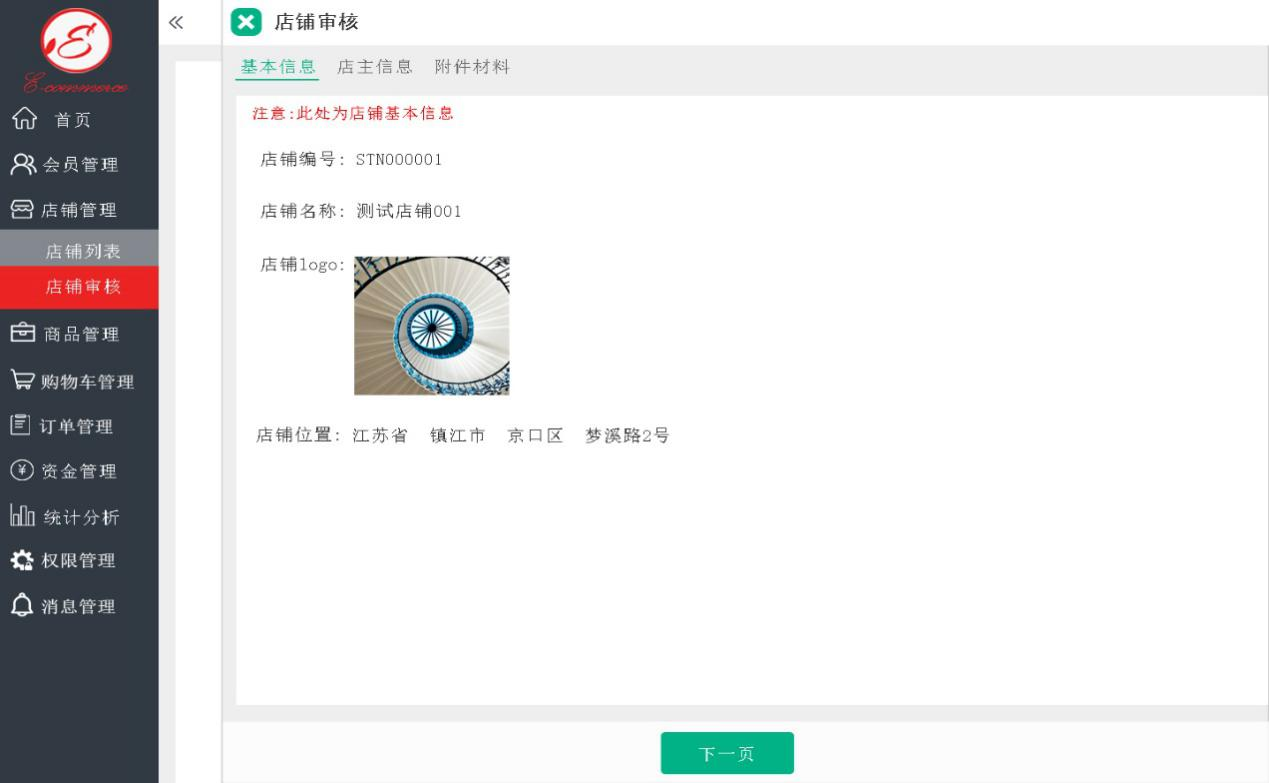 E-commerce
首页
会员管理
店铺管理
店铺列表
店铺审核
商品管理
购物车管理
订单管理
资金管理
统计分析
权限管理
消息管理
店铺审核
基本信息 店主信息 附件材料
注意:此处为店铺基本信息
店铺编号: STN000001
店铺名称: 测试店铺001
店铺logo:
店铺位置: 江苏省 镇江市 京口区 梦溪路2号
下一页